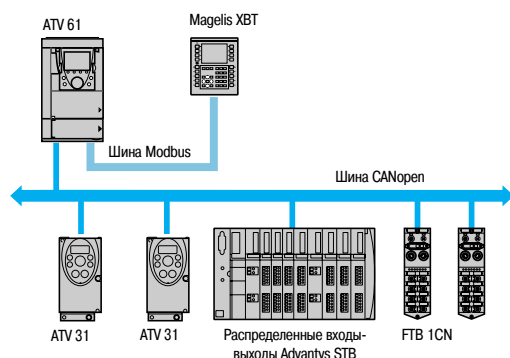 ATV 61
Magelis XBT
Шина Modbus
Шина CANopen
ATV 31
ATV 31
Распределенные входы-
выходы Advantys STB
FTB 1CN